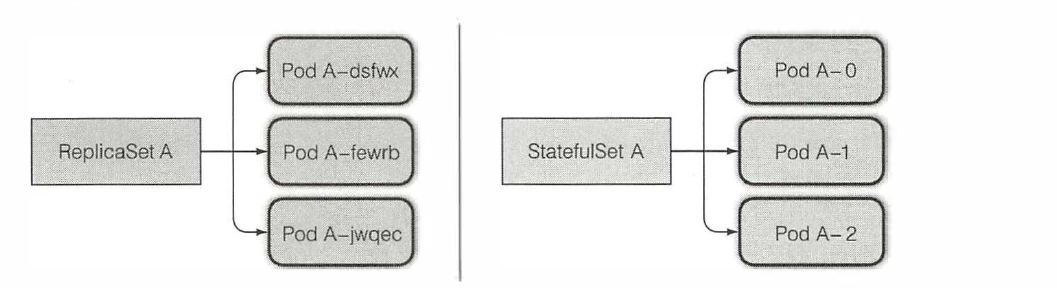 Pod A-dsfwx
ReplicaSet A
Pod A-fewrb
Pod A-jwqec
Pod A-0
StatefulSet A
Pod A-1
Pod A-2